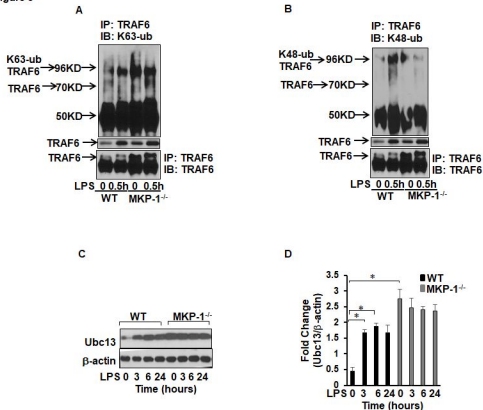 A
IP: TRAF6
IB: K63-ub
K63-ub
TRAF6 96KD
TRAF6 70KD
50KD
TRAF6
TRAF6
IP: TRAF6
IB: TRAF6
LPS 0 0.5h 0 0.5h
WT MKP-1-/-
B
IP: TRAF6
IB: K48-ub
K48-ub
TRAF6 96KD
TRAF6 70KD
50KD
TRAF6
TRAF6
IP: TRAF6
IB: TRAF6
LPS 0 0.5h 0 0.5h
WT MKP-1-/-
C
WT MKP-1-/-
Ubc13
β-actin
LPS 0 3 6 24 0 3 6 24
Time (hours)
D
WT
MKP-1-/-
* * *
Fold Change
(Ubc13/β-actin)
3.5
3
2.5
2
1.5
1
0.5
0
LPS 0 3 6 24 0 3 6 24
Time (hours)